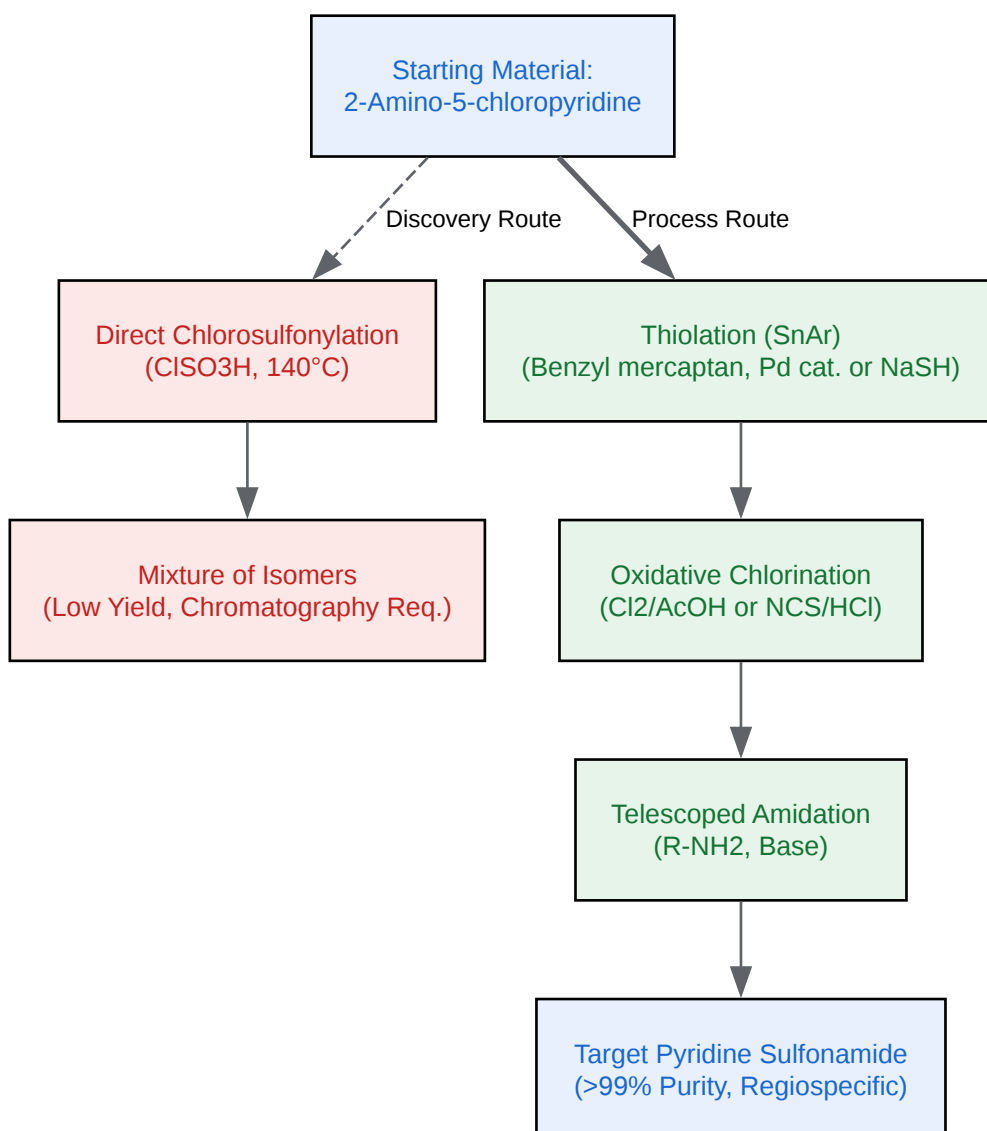 Starting Material:
2-Amino-5-chloropyridine
Discovery Route
Process Route
Direct Chlorosulfonylation
(ClSO3H, 140°C)
Thiolation (SnAr)
(Benzyl mercaptan, Pd cat. or NaSH)
Mixture of Isomers
(Low Yield, Chromatography Req.)
Oxidative Chlorination
(Cl2/AcOH or NCS/HCl)
Telescoped Amidation
(R-NH2, Base)
Target Pyridine Sulfonamide
(>99% Purity, Regiospecific)